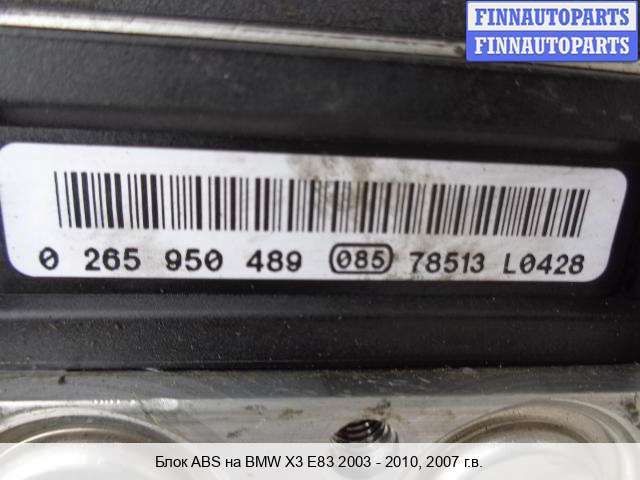 FINNAUTOPARTS
FINNAUTOPARTS
0 265 950 489 085 78513 L0428
Блок ABS на BMW X3 E83 2003 - 2010, 2007 г.в.